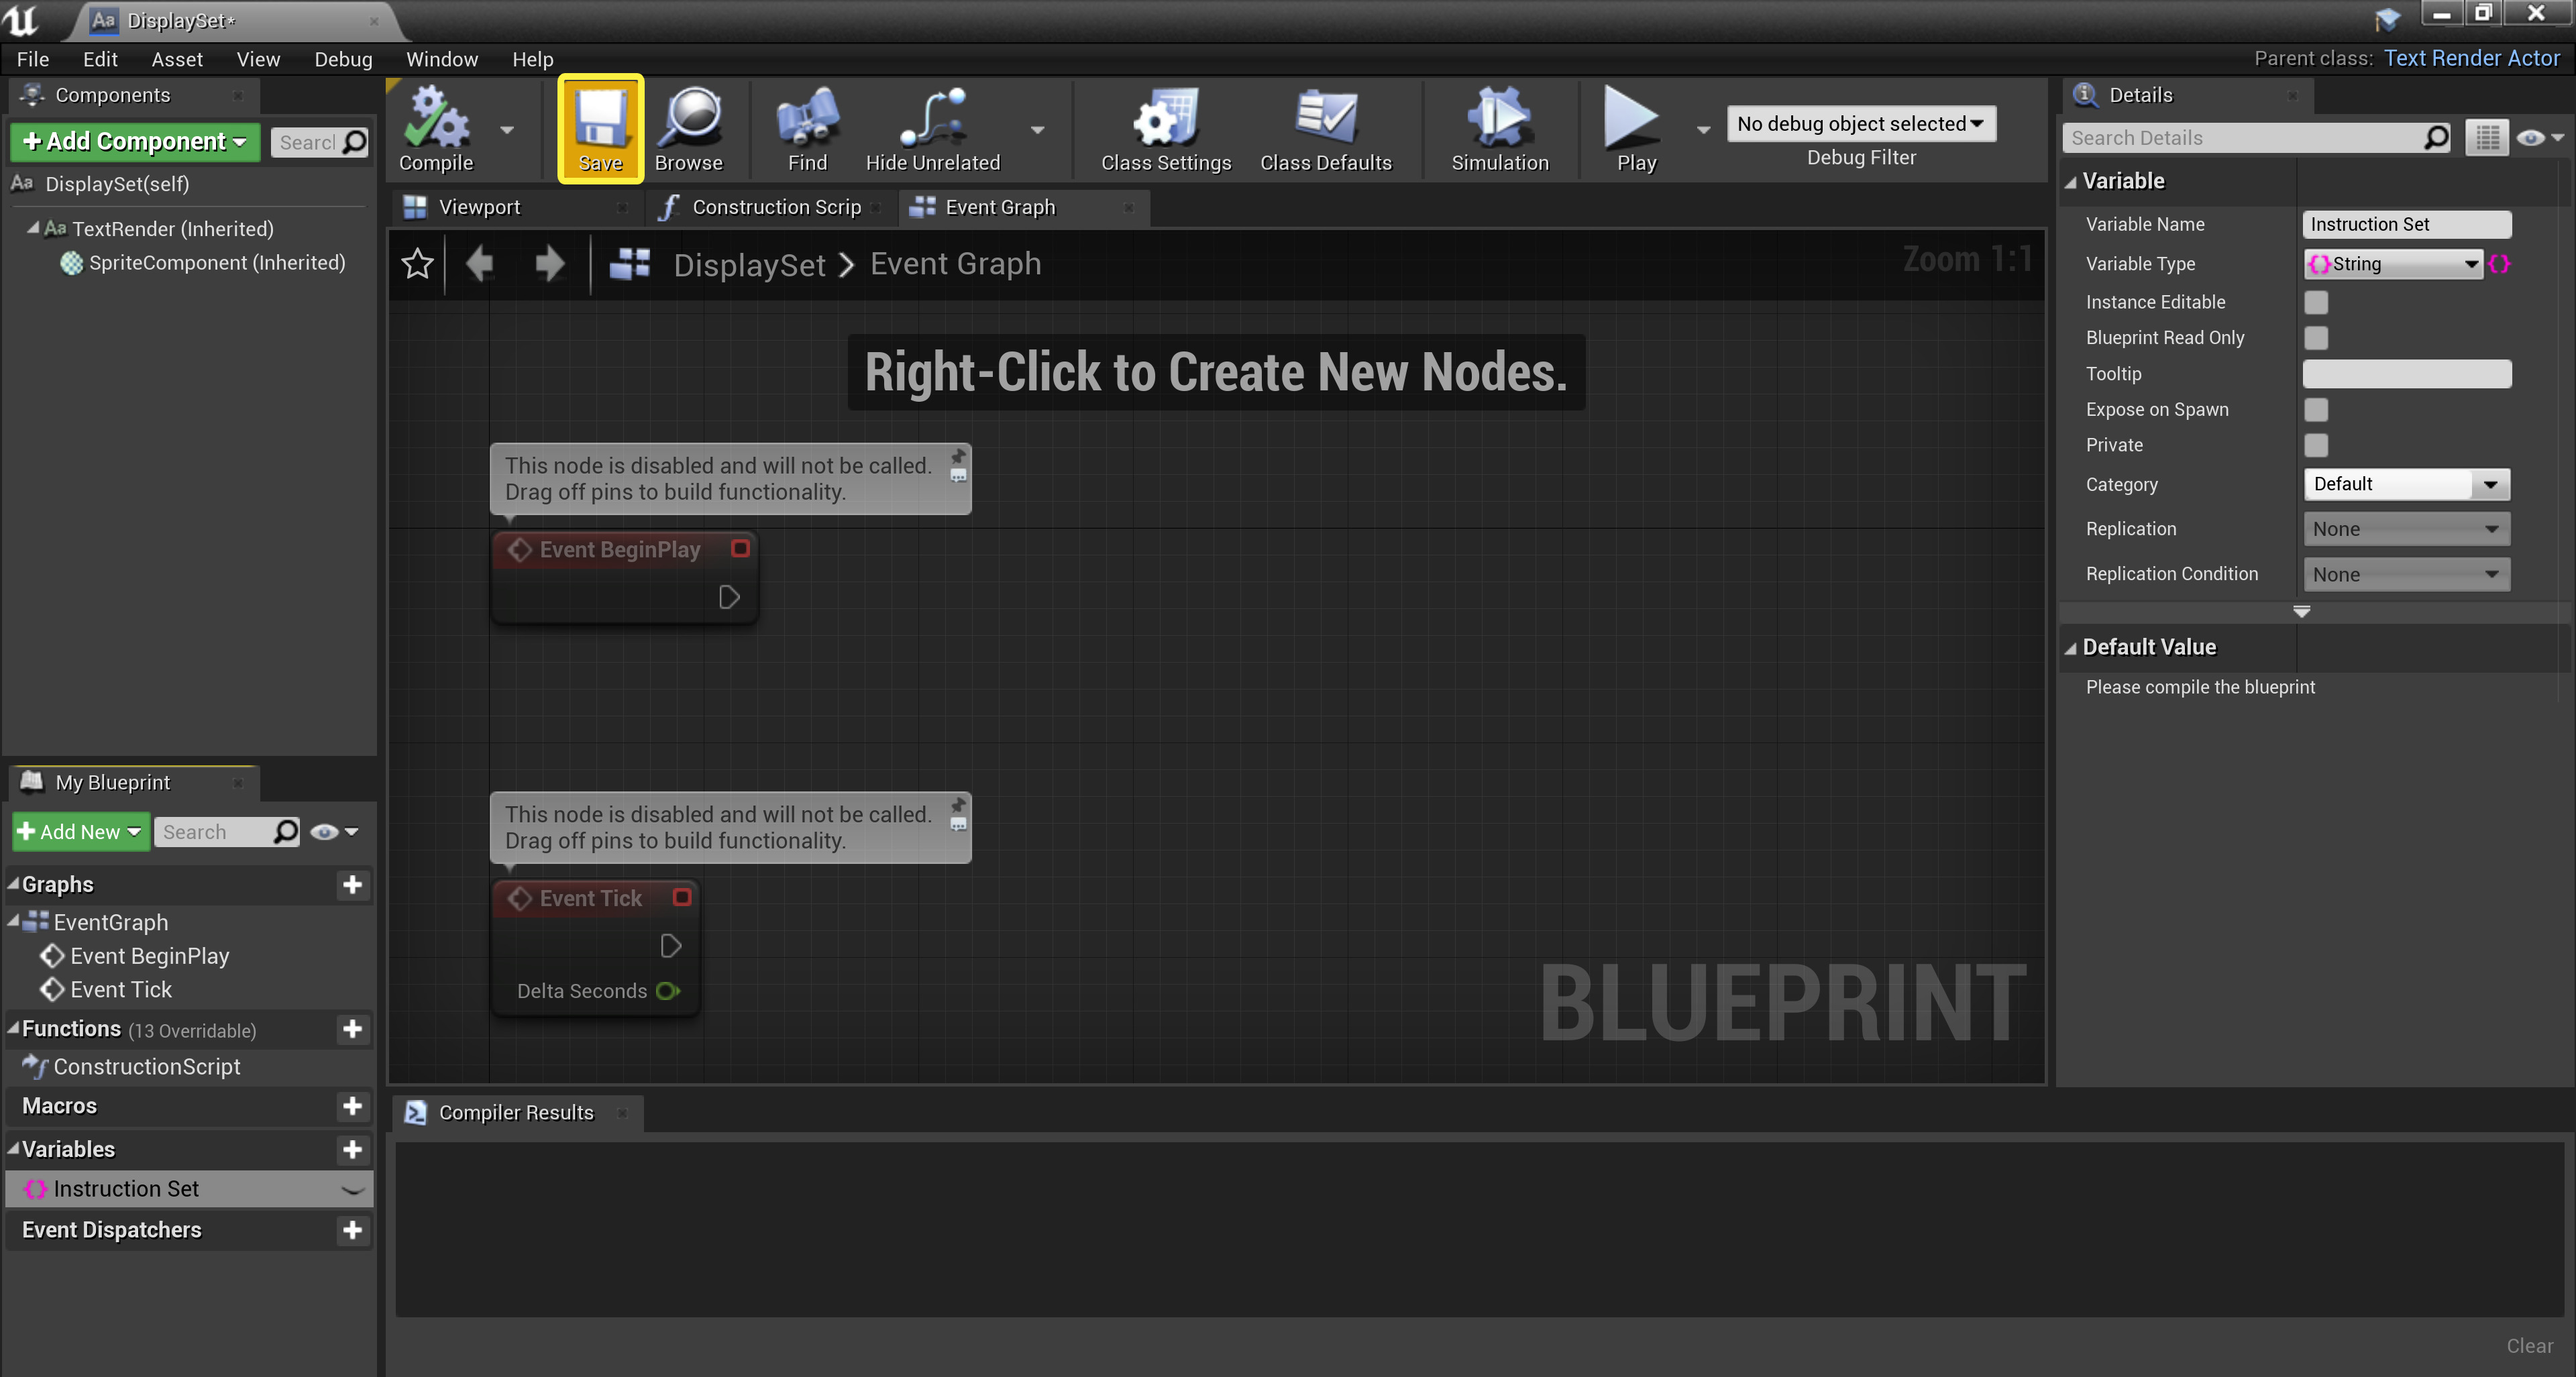 DisplaySet*
File Edit Asset View Debug Window Help
Parent class: Text Render Actor
Components
Add Component
Searc
DisplaySet(self)
TextRender (Inherited)
SpriteComponent (Inherited)
Compile
Save
Browse
Find
Hide Unrelated
Class Settings
Class Defaults
Simulation
Play
No debug object selected
Debug Filter
Viewport
Construction Scrip
Event Graph
DisplaySet > Event Graph
Zoom 1:1
Right-Click to Create New Nodes.
This node is disabled and will not be called.
Drag off pins to build functionality.
Event BeginPlay
This node is disabled and will not be called.
Drag off pins to build functionality.
Event Tick
Delta Seconds
BLUEPRINT
My Blueprint
Add New
Search
Graphs
EventGraph
Event BeginPlay
Event Tick
Functions (13 Overridable)
ConstructionScript
Macros
Variables
Instruction Set
Event Dispatchers
Compiler Results
Clear
Details
Search Details
Variable
Variable Name Instruction Set
Variable Type String
Instance Editable
Blueprint Read Only
Tooltip
Expose on Spawn
Private
Category Default
Replication None
Replication Condition None
Default Value
Please compile the blueprint